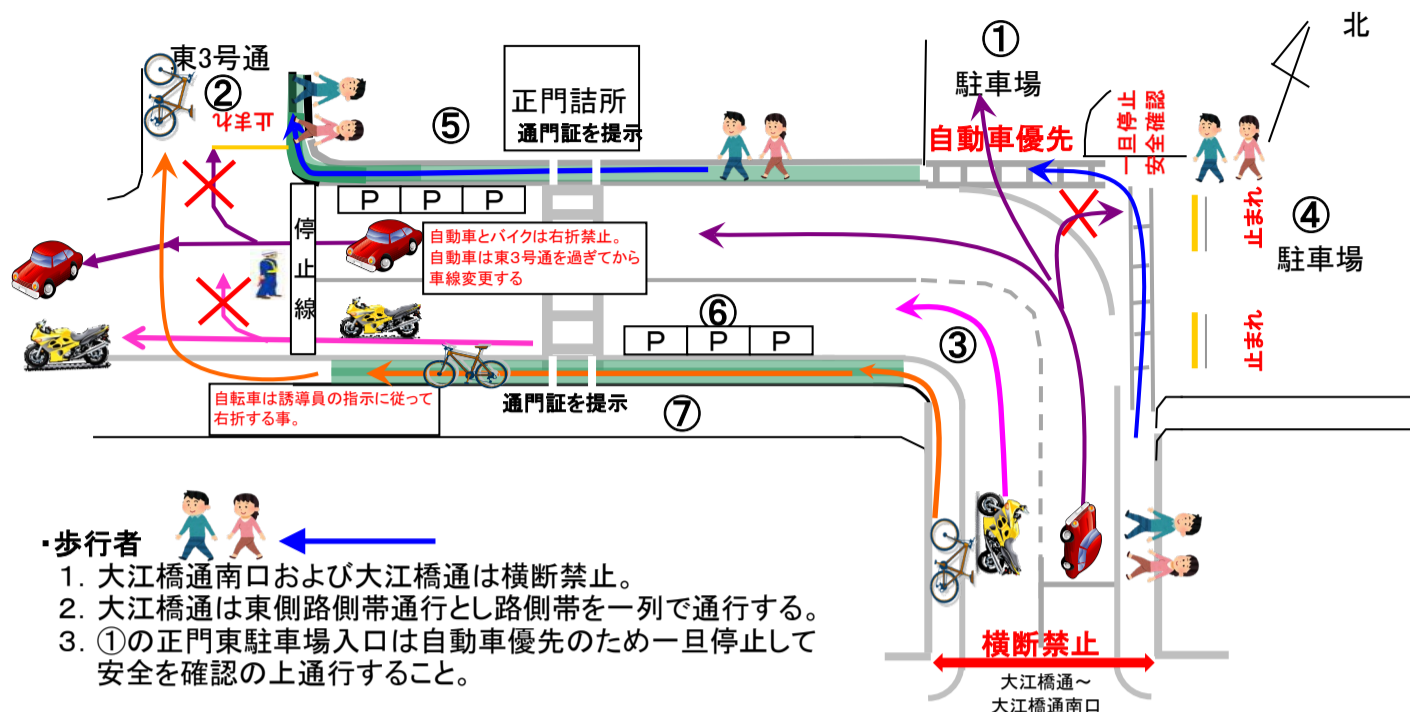 北
東3号通
②
止まれ
⑤
正門詰所
通門証を提示
①
駐車場
自動車優先
一旦停止
安全確認
④
駐車場
止まれ
止まれ
P P P
停止線
自動車とバイクは右折禁止。
自動車は東3号通を過ぎてから
車線変更する
⑥
P P P
③
自転車は誘導員の指示に従って
右折する事。
通門証を提示
⑦
・歩行者
1. 大江橋通南口および大江橋通は横断禁止。
2. 大江橋通は東側路側帯通行とし路側帯を一列で通行する。
3. ①の正門東駐車場入口は自動車優先のため一旦停止して
安全を確認の上通行すること。
横断禁止
大江橋通～
大江橋通南口